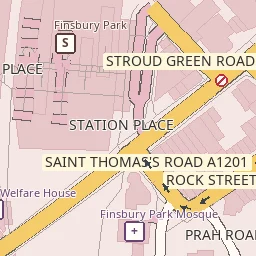 Finsbury Park
S
STROUD GREEN ROAD
PLACE
STATION PLACE
SAINT THOMAS'S ROAD A1201
ROCK STREET
Welfare House
Finsbury Park Mosque
PRAH ROAD